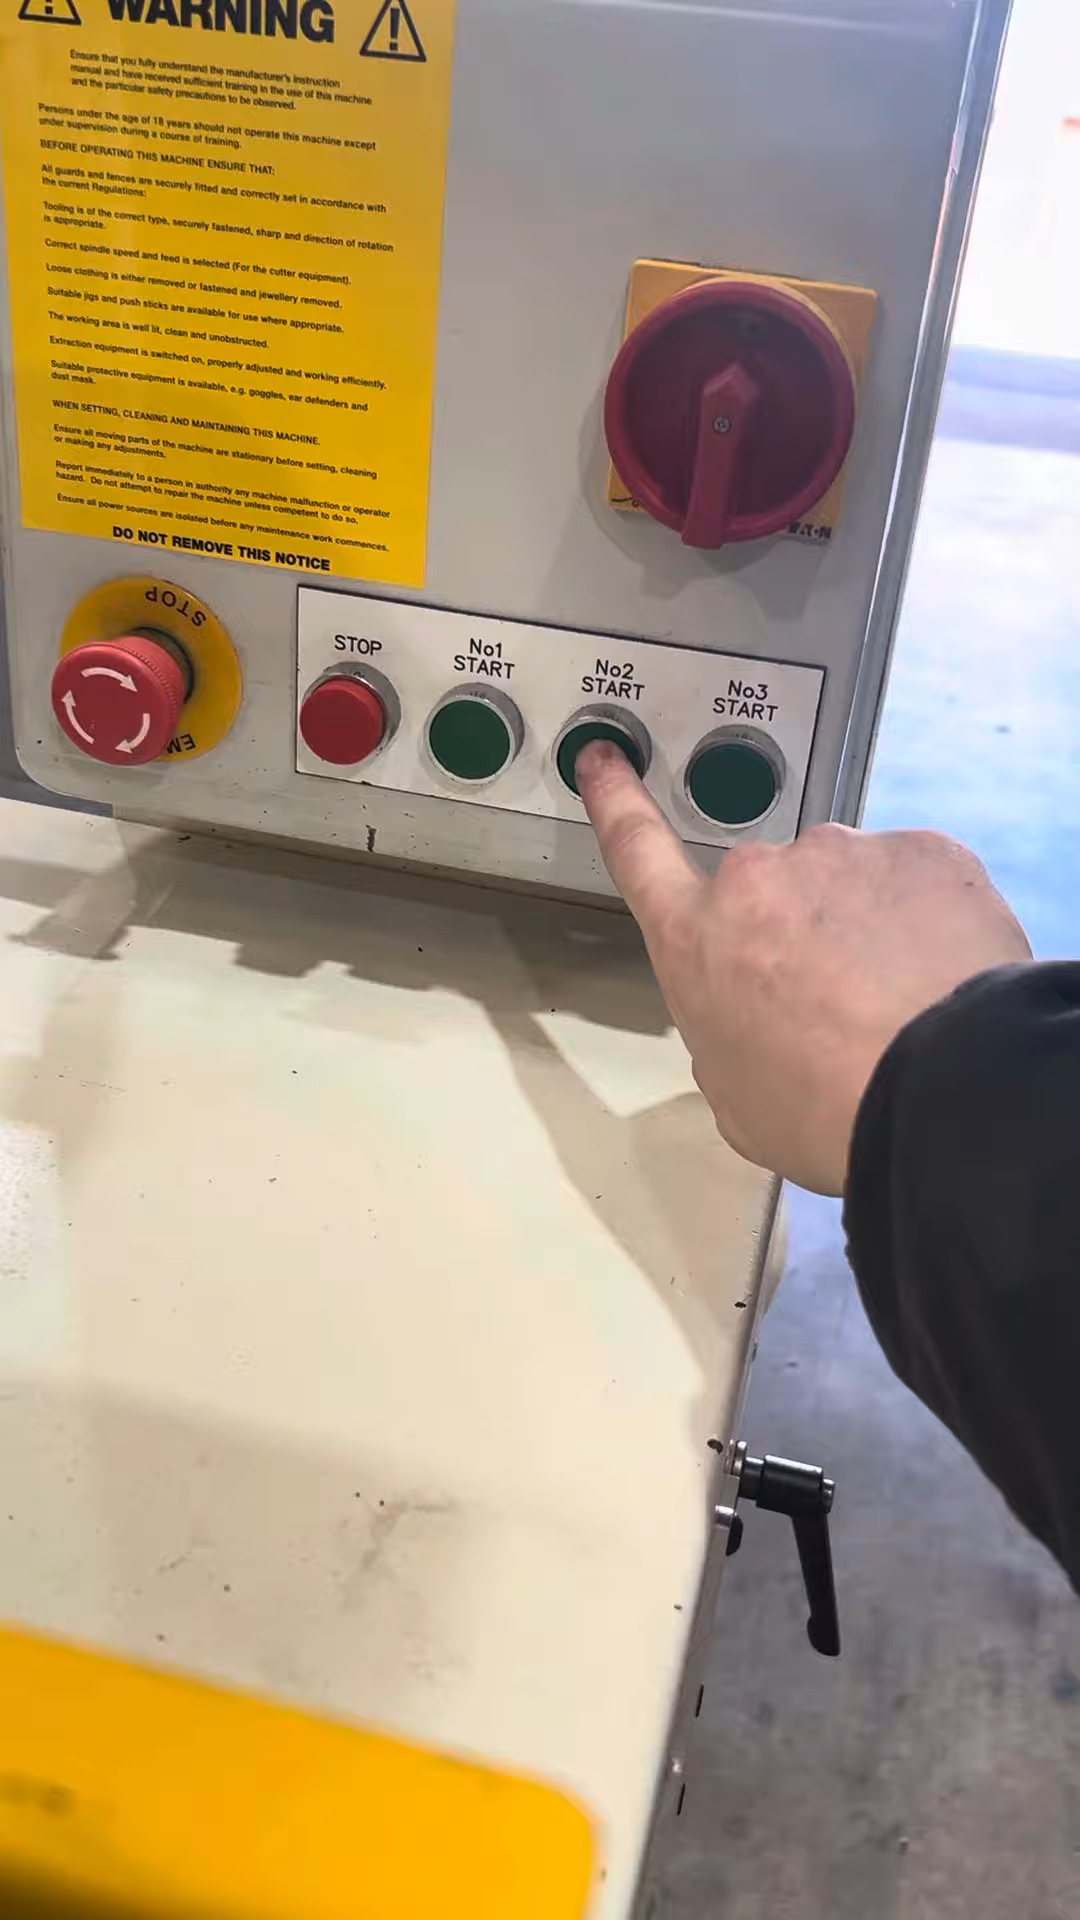 WARNING
Ensure that you fully understand the manufacturer's instruction
manual and have received sufficient training in the use of this machine
and the particular safety precautions to be observed.
Persons under the age of 18 years should not operate this machine except
under supervision during a course of training.
BEFORE OPERATING THIS MACHINE ENSURE THAT:
All guards and fences are securely fitted and correctly set in accordance with
the current Regulations:
Tooling is of the correct type, securely fastened, sharp and direction of rotation
is appropriate.
Correct spindle speed and feed is selected (For the cutter equipment).
Loose clothing is either removed or fastened and jewellery removed.
Suitable jigs and push sticks are available for use where appropriate.
The working area is well lit, clean and unobstructed.
Extraction equipment is switched on, properly adjusted and working efficiently.
Suitable protective equipment is available, e.g. goggles, ear defenders and
dust mask.
WHEN SETTING, CLEANING AND MAINTAINING THIS MACHINE.
Ensure all moving parts of the machine are stationary before setting, cleaning
or making any adjustments.
Report immediately to a person in authority any machine malfunction or operator
hazard. Do not attempt to repair the machine unless competent to do so.
Ensure all power sources are isolated before any maintenance work commences.
DO NOT REMOVE THIS NOTICE
EATON
STOP
EM
STOP
No1
START
No2
START
No3
START